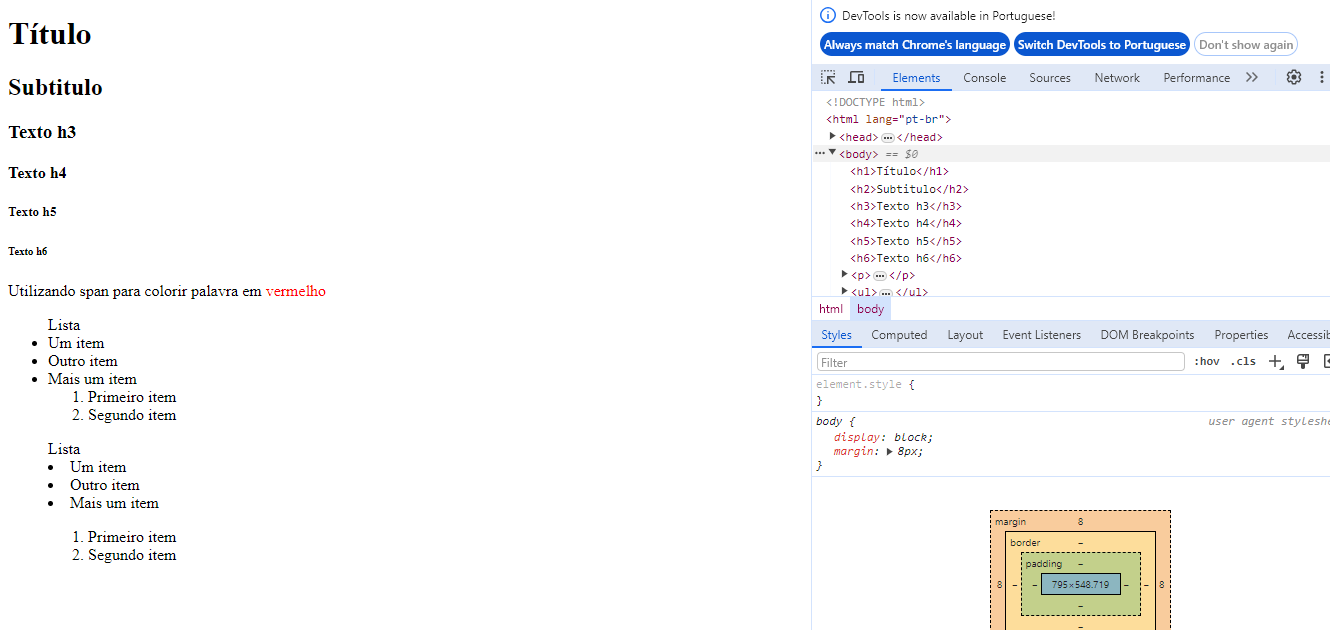 Título
Subtitulo
Texto h3
Texto h4
Texto h5
Texto h6
Utilizando span para colorir palavra em vermelho
Lista
• Um item
• Outro item
• Mais um item
1. Primeiro item
2. Segundo item
Lista
• Um item
• Outro item
• Mais um item
1. Primeiro item
2. Segundo item
DevTools is now available in Portuguese!
Always match Chrome's language Switch DevTools to Portuguese Don't show again
Elements Console Sources Network Performance
<!DOCTYPE html>
<html lang="pt-br">
<head> … </head>
<body> == $0
<h1>Título</h1>
<h2>Subtitulo</h2>
<h3>Texto h3</h3>
<h4>Texto h4</h4>
<h5>Texto h5</h5>
<h6>Texto h6</h6>
<p> … </p>
<ul> … </ul>
html body
Styles Computed Layout Event Listeners DOM Breakpoints Properties Accessib
Filter :hov .cls
element.style {
}
body { user agent styleshe
display: block;
margin: 8px;
}
margin 8
border –
padding –
8 – – 795×548.719 – – 8
–
–